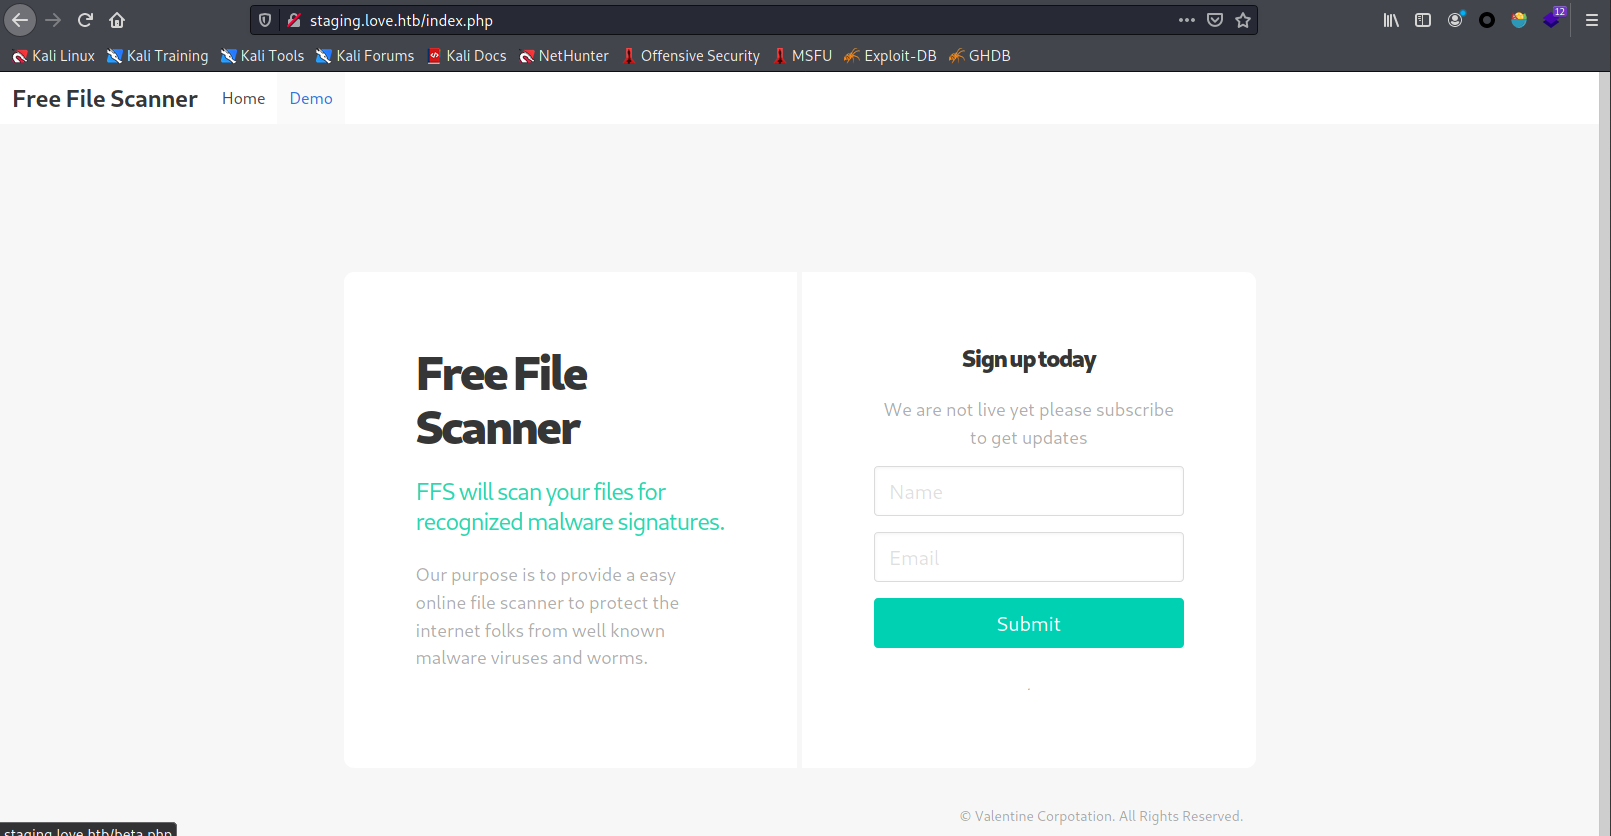 staging.love.htb/index.php
12
Kali Linux Kali Training Kali Tools Kali Forums Kali Docs NetHunter Offensive Security MSFU Exploit-DB GHDB
Free File Scanner Home Demo
Free File
Scanner
FFS will scan your files for
recognized malware signatures.
Our purpose is to provide a easy
online file scanner to protect the
internet folks from well known
malware viruses and worms.
Sign up today
We are not live yet please subscribe
to get updates
Name
Email
Submit
.
© Valentine Corpotation. All Rights Reserved.
staging.love.htb/beta.php